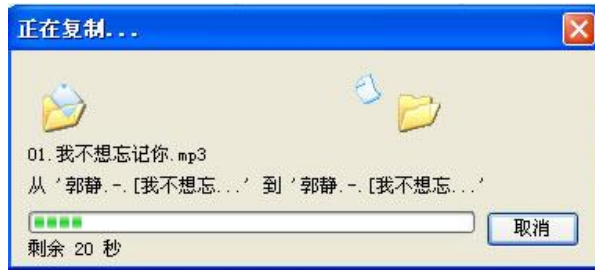 正在复制...
01.我不想忘记你.mp3
从 '郭静.-.[我不想忘...' 到 '郭静.-.[我不想忘...'
取消
剩余 20 秒